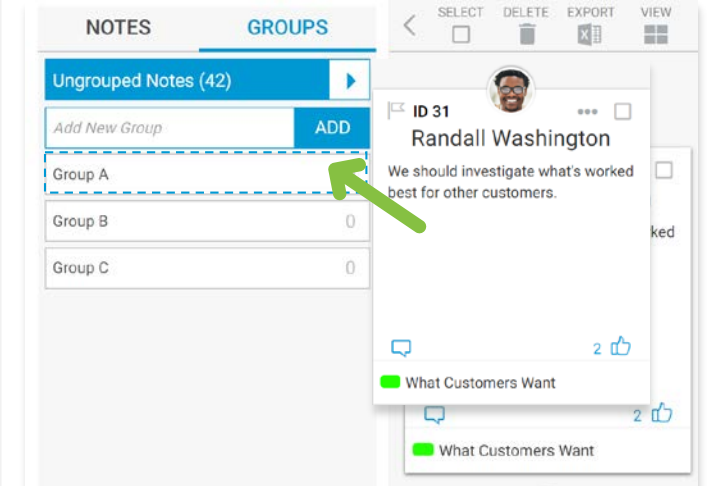 NOTES
GROUPS
SELECT
DELETE
EXPORT
VIEW
Ungrouped Notes (42)
Add New Group
ADD
Group A
Group B
0
Group C
0
ID 31
Randall Washington
We should investigate what's worked
best for other customers.
2
What Customers Want
ked
2
What Customers Want